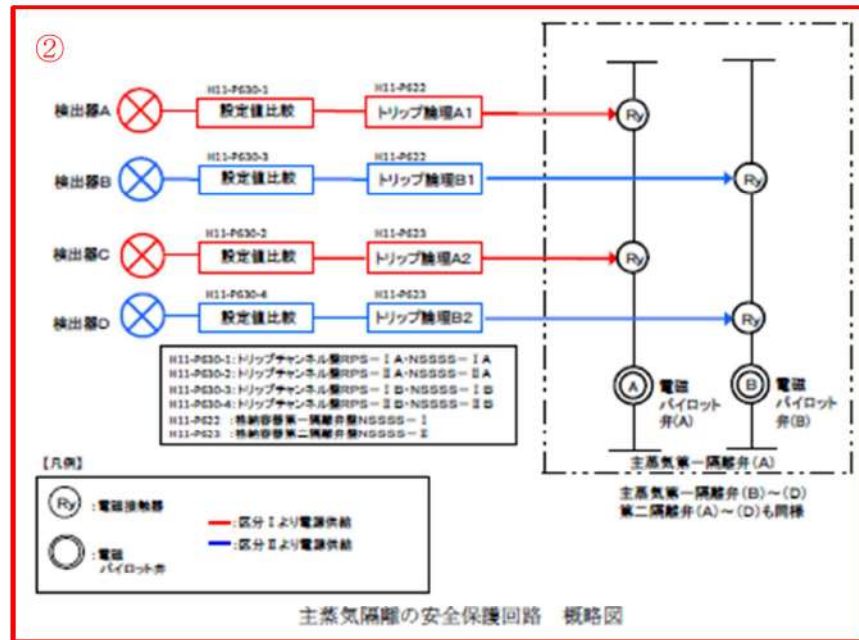 ②
検出器A
H11-P630-1
設定値比較
H11-P622
トリップ論理A1
Ry
検出器B
H11-P630-3
設定値比較
H11-P622
トリップ論理B1
Ry
検出器C
H11-P630-2
設定値比較
H11-P623
トリップ論理A2
Ry
検出器D
H11-P630-4
設定値比較
H11-P623
トリップ論理B2
Ry
H11-P630-1:トリップチャンネル盤RPS-ⅠA・NSSSS-ⅠA
H11-P630-2:トリップチャンネル盤RPS-ⅡA・NSSSS-ⅡA
H11-P630-3:トリップチャンネル盤RPS-ⅠB・NSSSS-ⅠB
H11-P630-4:トリップチャンネル盤RPS-ⅡB・NSSSS-ⅡB
H11-P622 :格納容器第一隔離弁盤NSSSS-Ⅰ
H11-P623 :格納容器第二隔離弁盤NSSSS-Ⅱ
A
電磁
パイロット
弁(A)
B
電磁
パイロット
弁(B)
主蒸気第一隔離弁(A)
主蒸気第一隔離弁(B)~(D)
第二隔離弁(A)~(D)も同様
【凡例】
Ry
:電磁接触器
:電磁
パイロット弁
:区分Ⅰより電源供給
:区分Ⅱより電源供給
主蒸気隔離の安全保護回路 概略図